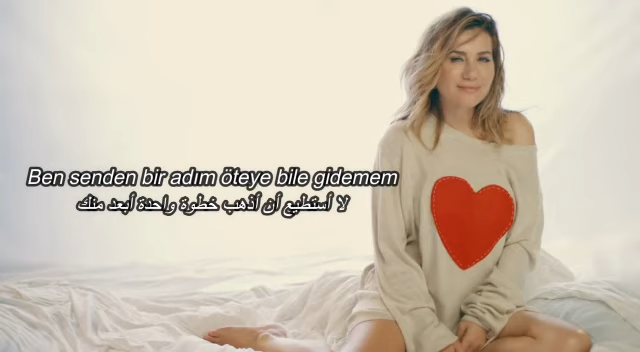 Ben senden bir adım öteye bile gidemem
لا أستطيع أن أذهب خطوة واحدة أبعد منك